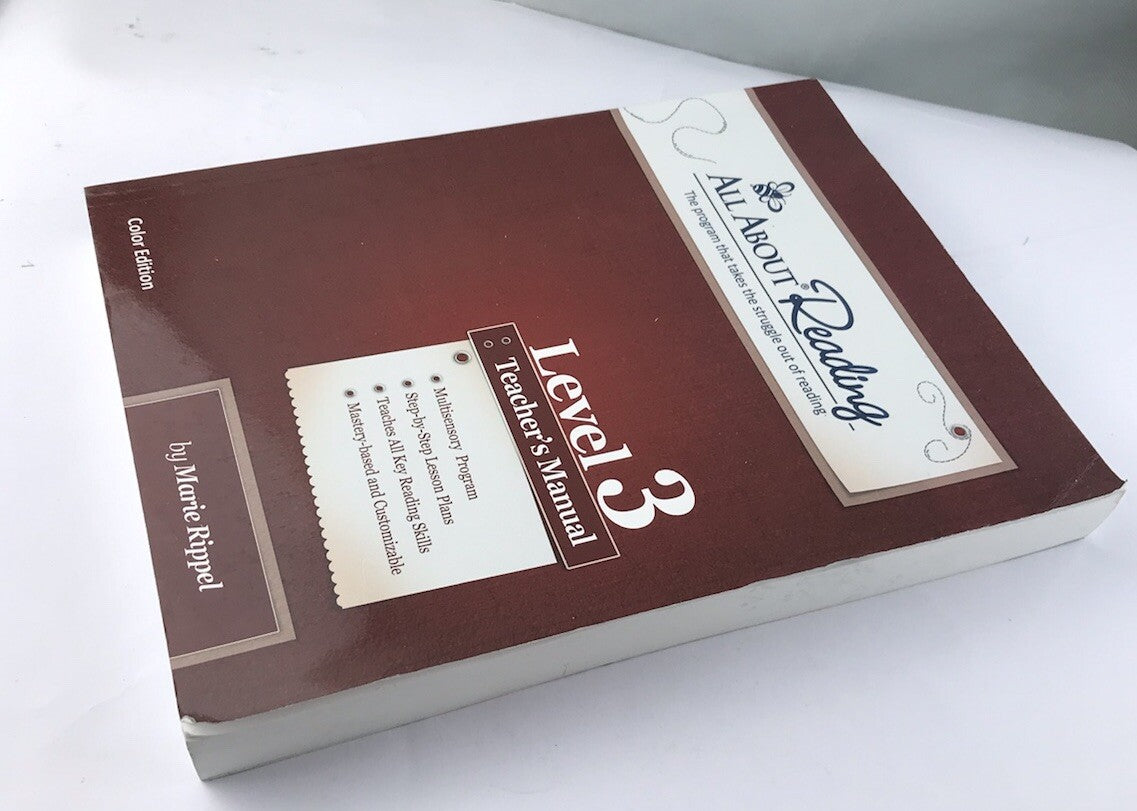 ALL ABOUT® Reading
The program that takes the struggle out of reading
Level 3
Teacher's Manual
Multisensory Program
Step-by-Step Lesson Plans
Teaches All Key Reading Skills
Mastery-based and Customizable
Color Edition
by Marie Rippel